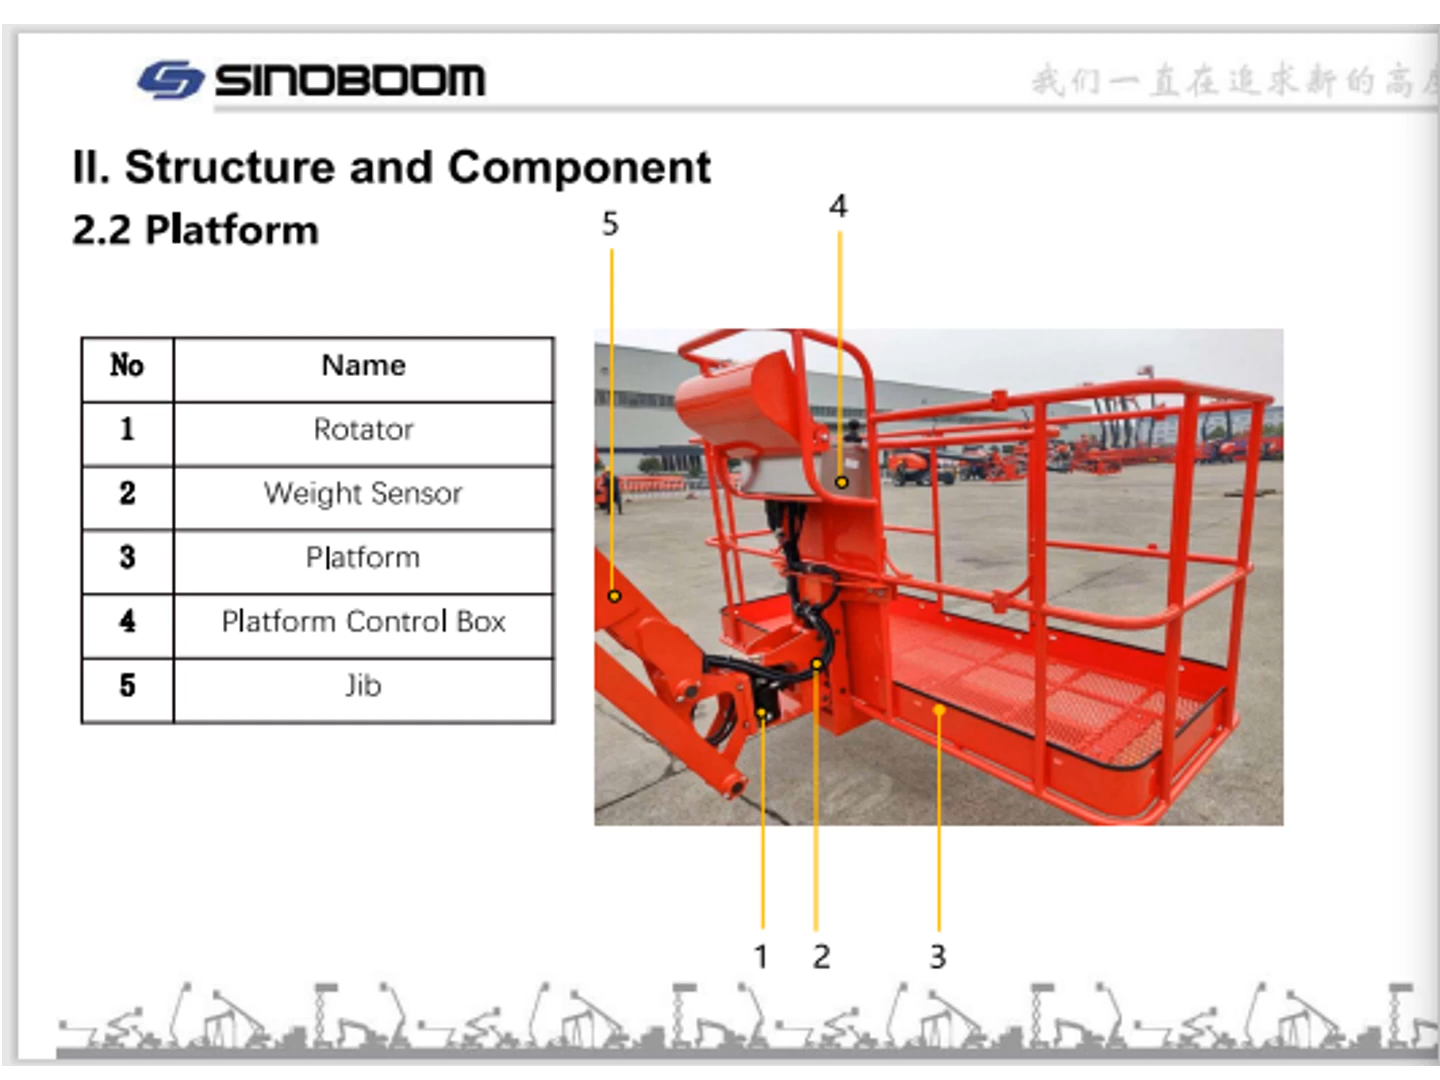 SINOBOOM
我们一直在追求新的高
II. Structure and Component
2.2 Platform
5
4
No Name
1 Rotator
2 Weight Sensor
3 Platform
4 Platform Control Box
5 Jib
1 2 3